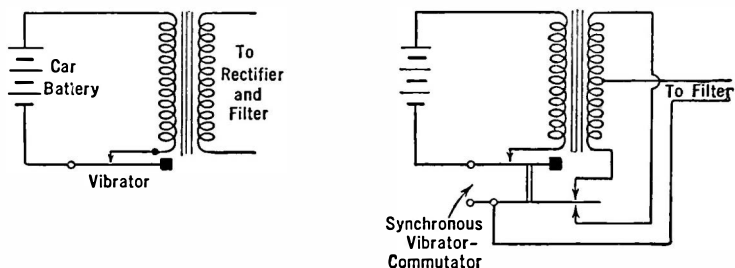 Car
Battery
To
Rectifier
and
Filter
Vibrator
To Filter
Synchronous
Vibrator-
Commutator